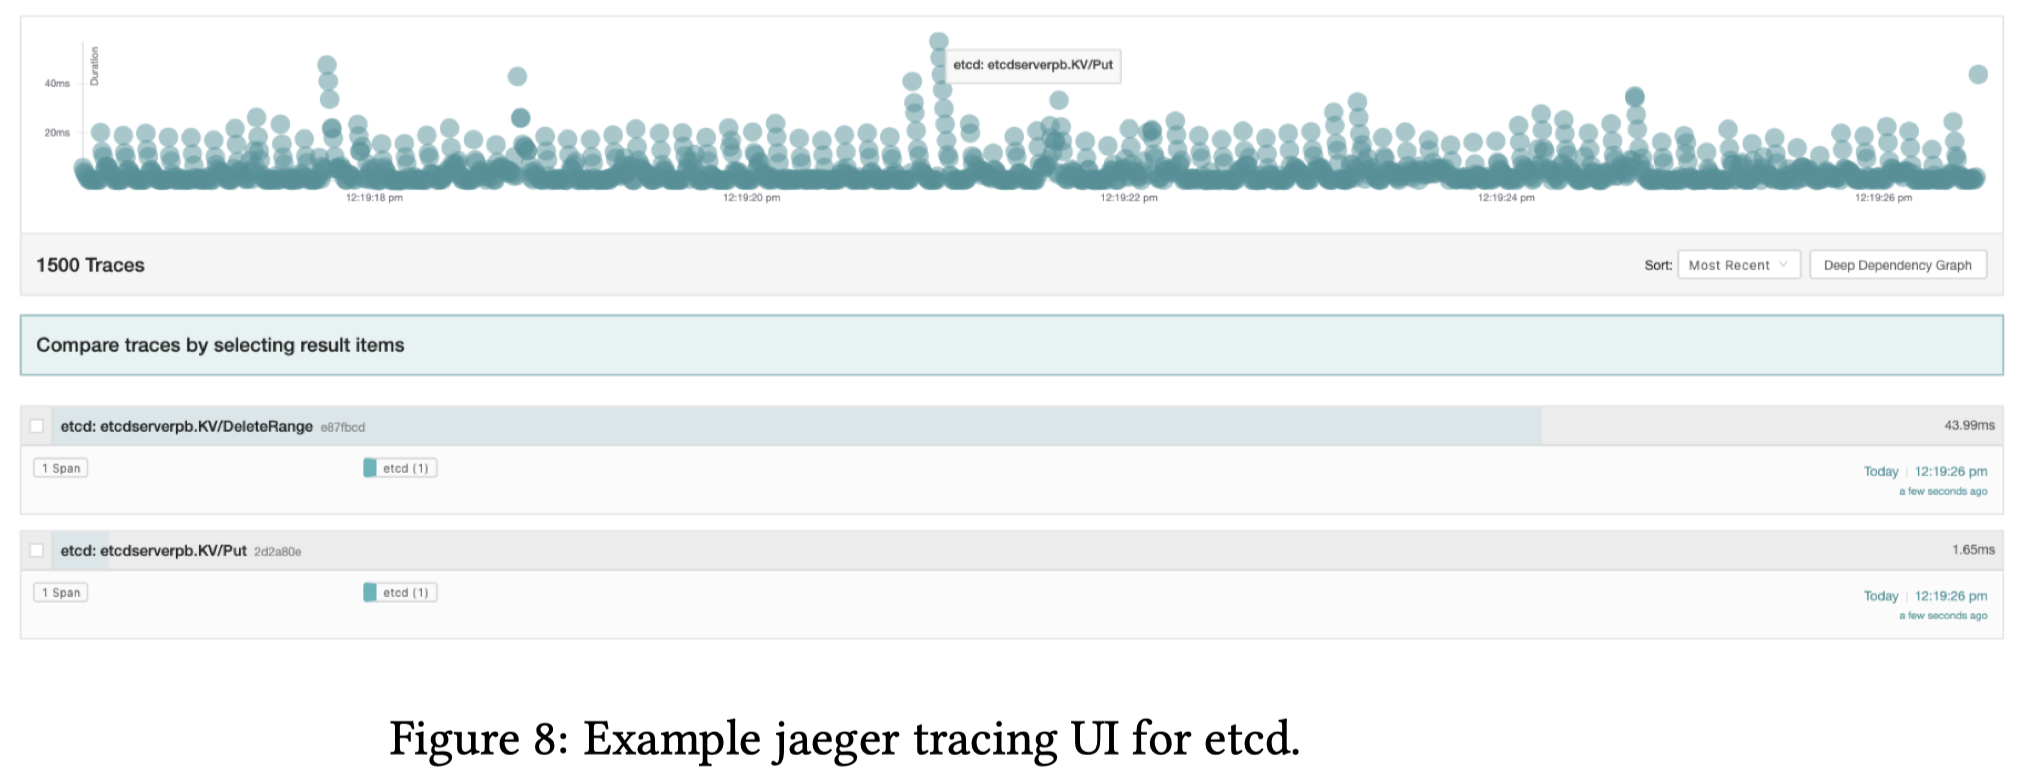 Duration
40ms
20ms
etcd: etcdserverpb.KV/Put
12:19:18 pm 12:19:20 pm 12:19:22 pm 12:19:24 pm 12:19:26 pm
1500 Traces Sort: Most Recent Deep Dependency Graph
Compare traces by selecting result items
etcd: etcdserverpb.KV/DeleteRange e87fbcd 43.99ms
1 Span etcd (1) Today | 12:19:26 pm
a few seconds ago
etcd: etcdserverpb.KV/Put 2d2a80e 1.65ms
1 Span etcd (1) Today | 12:19:26 pm
a few seconds ago
Figure 8: Example jaeger tracing UI for etcd.